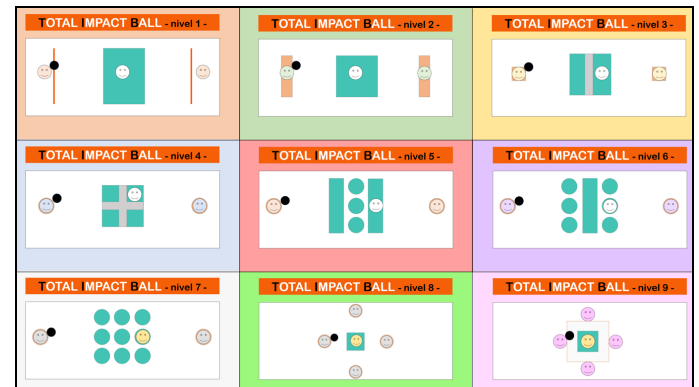 TOTAL IMPACT BALL - nivel 1 -
TOTAL IMPACT BALL - nivel 2 -
TOTAL IMPACT BALL - nivel 3 -
TOTAL IMPACT BALL - nivel 4 -
TOTAL IMPACT BALL - nivel 5 -
TOTAL IMPACT BALL - nivel 6 -
TOTAL IMPACT BALL - nivel 7 -
TOTAL IMPACT BALL - nivel 8 -
TOTAL IMPACT BALL - nivel 9 -